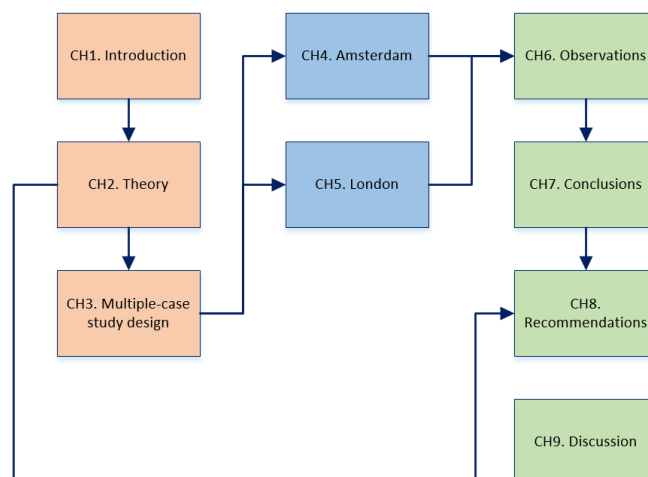 CH1. Introduction
CH2. Theory
CH3. Multiple-case
study design
CH4. Amsterdam
CH5. London
CH6. Observations
CH7. Conclusions
CH8.
Recommendations
CH9. Discussion